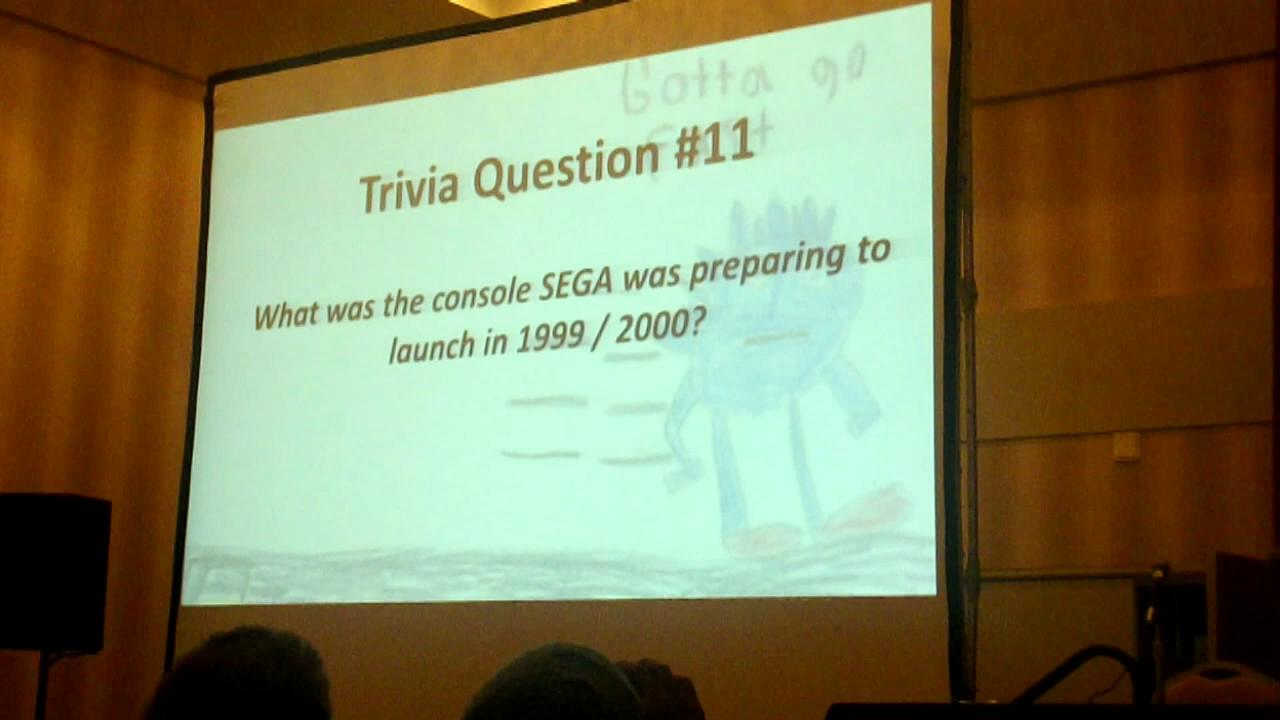 Gotta go
Trivia Question #11
What was the console SEGA was preparing to
launch in 1999 / 2000?